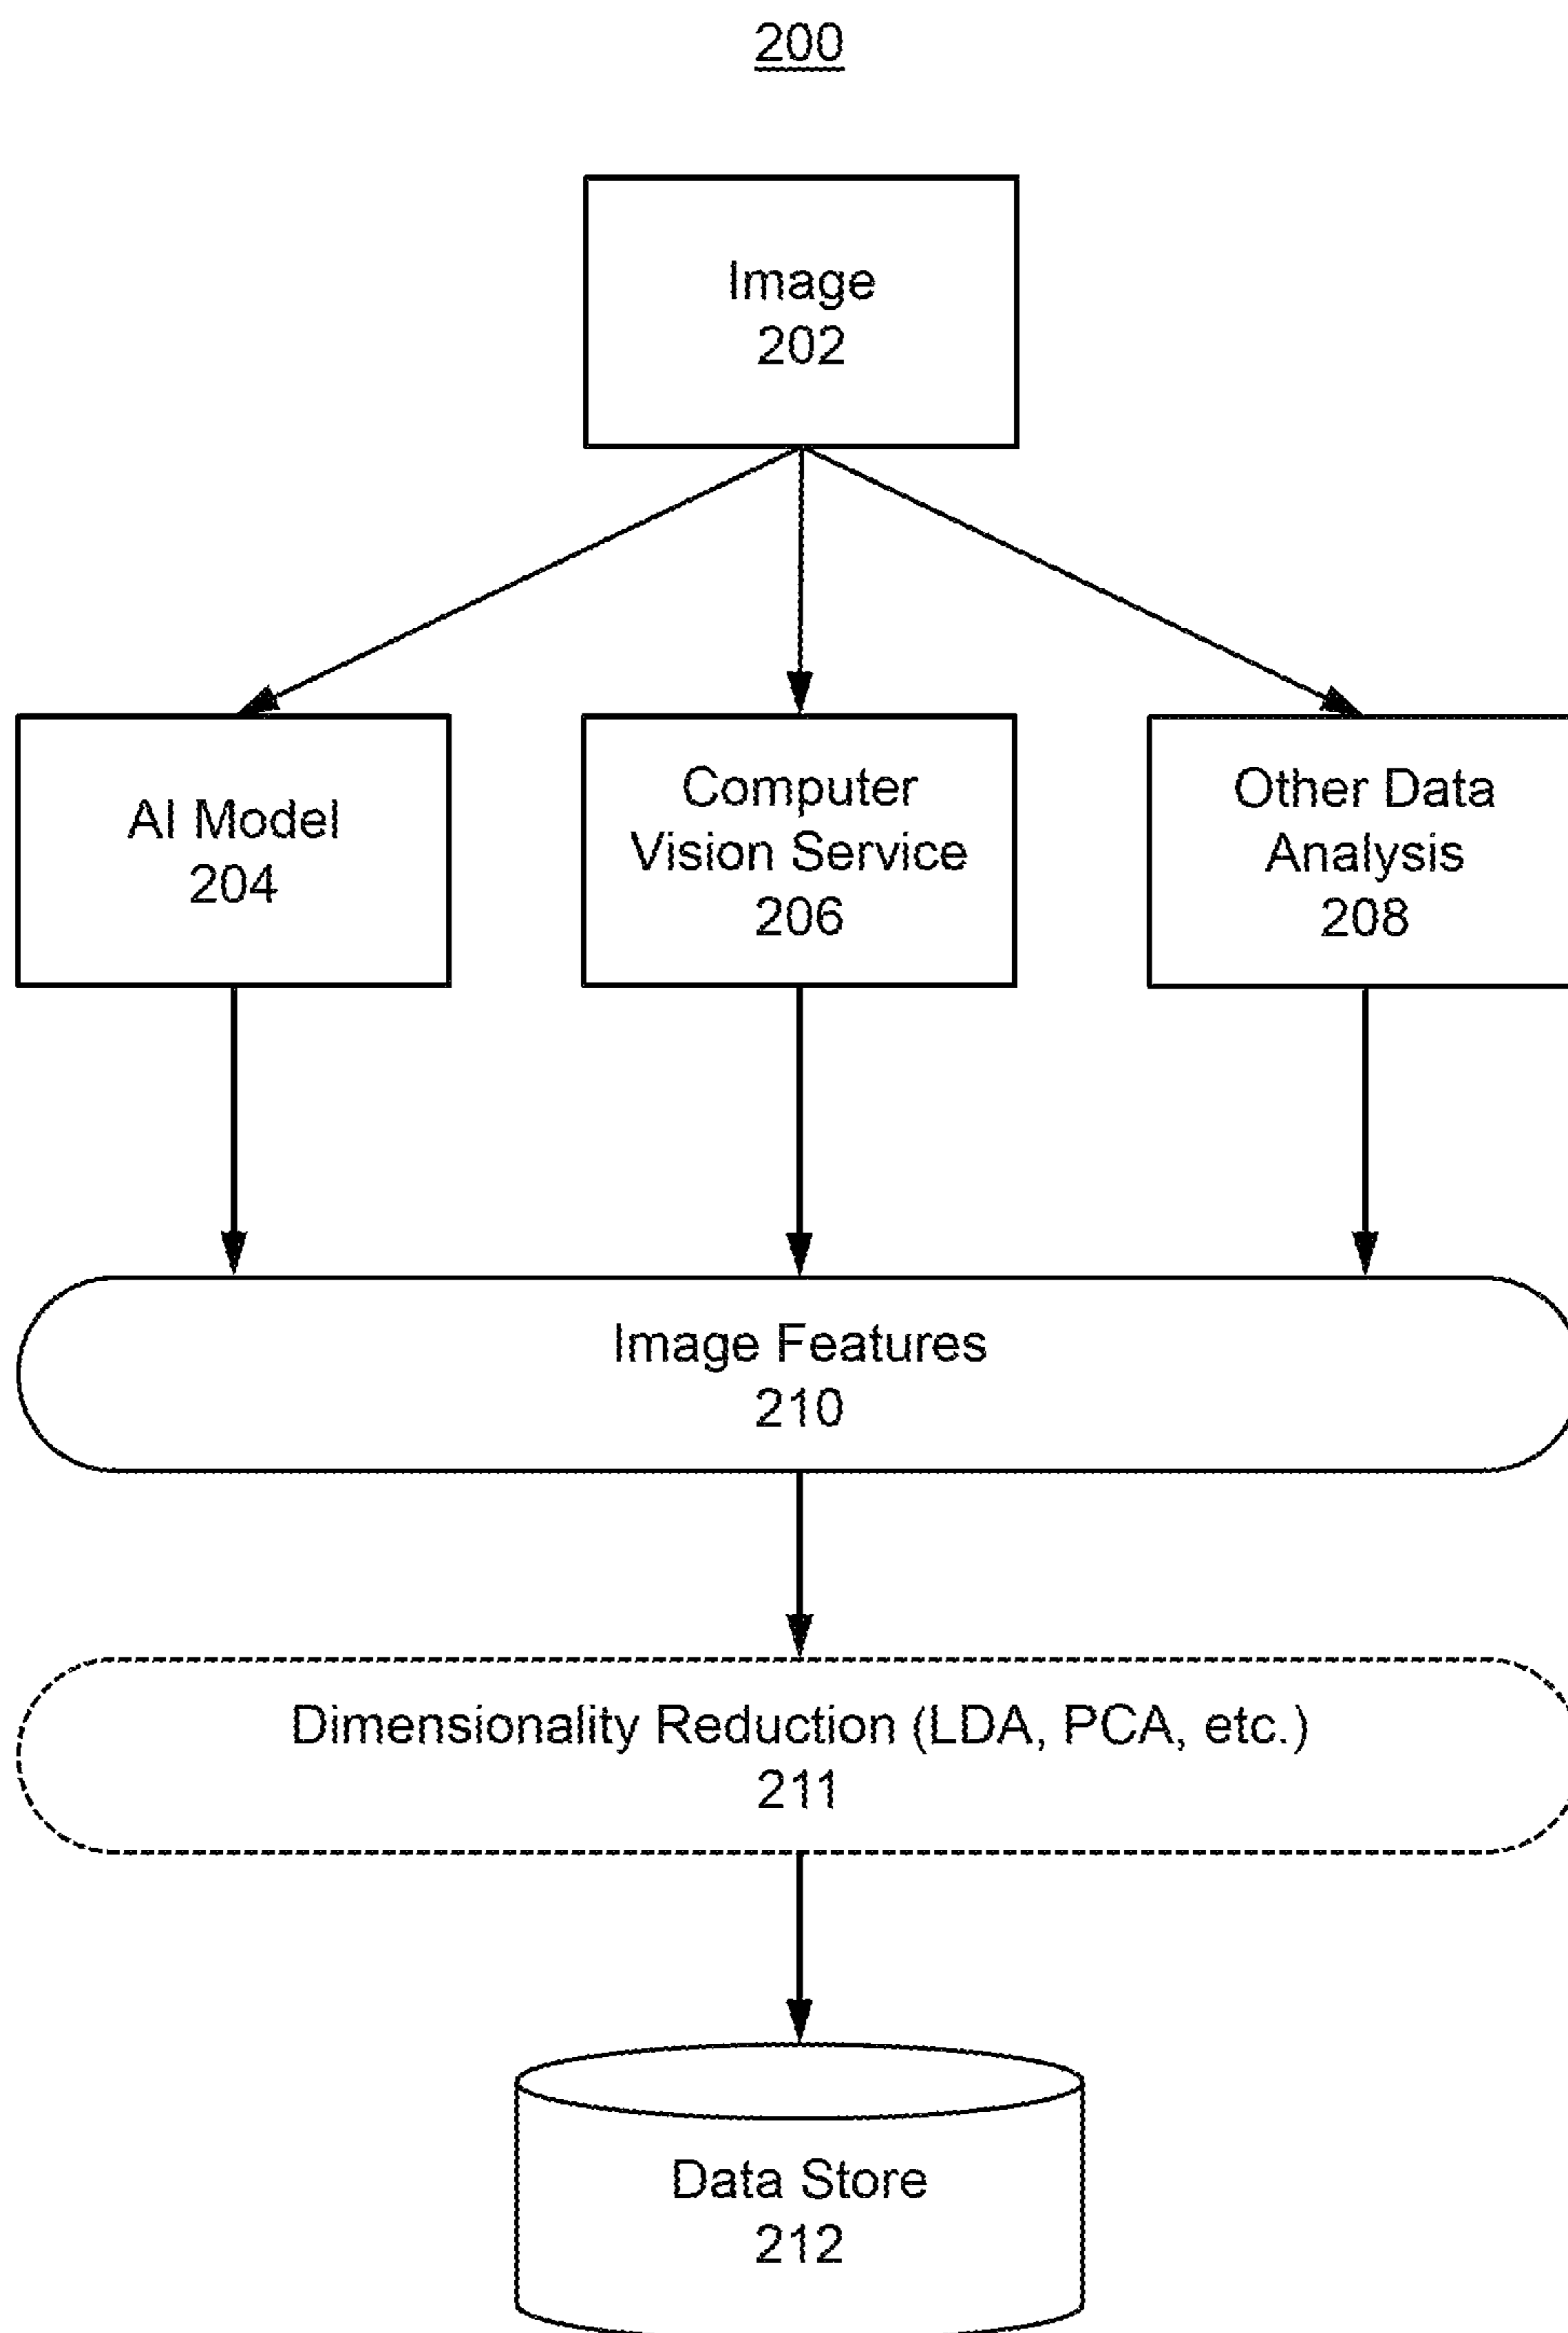 200
Image
202
AI Model
204
Computer
Vision Service
206
Other Data
Analysis
208
Image Features
210
Dimensionality Reduction (LDA, PCA, etc.)
211
Data Store
212